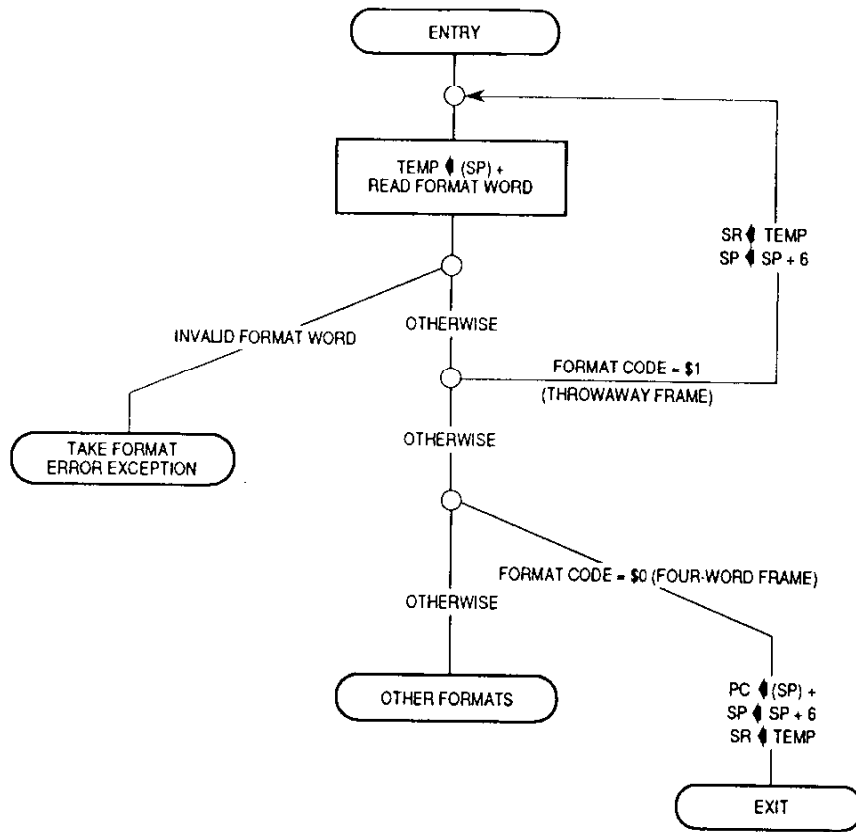 ENTRY
TEMP ◀ (SP) +
READ FORMAT WORD
SR ◀ TEMP
SP ◀ SP + 6
INVALID FORMAT WORD
OTHERWISE
FORMAT CODE = $1
(THROWAWAY FRAME)
TAKE FORMAT
ERROR EXCEPTION
OTHERWISE
FORMAT CODE = $0 (FOUR-WORD FRAME)
OTHERWISE
OTHER FORMATS
PC ◀ (SP) +
SP ◀ SP + 6
SR ◀ TEMP
EXIT